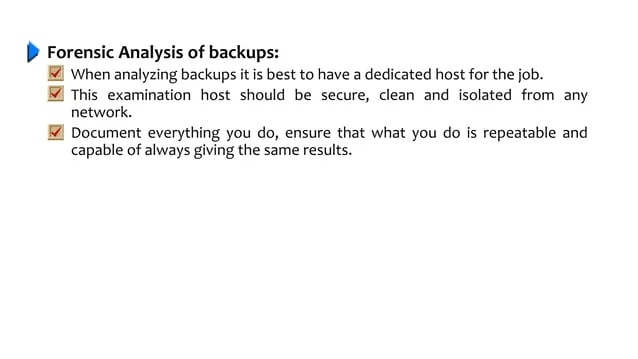 Forensic Analysis of backups:
When analyzing backups it is best to have a dedicated host for the job.
This examination host should be secure, clean and isolated from any
network.
Document everything you do, ensure that what you do is repeatable and
capable of always giving the same results.